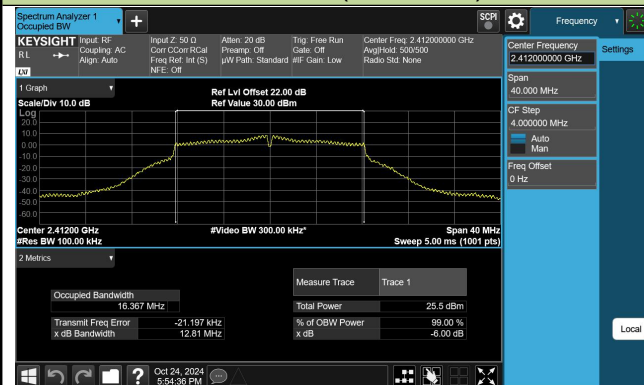 Spectrum Analyzer 1
Occupied BW
SCPI
Frequency
KEYSIGHT
Input: RF
Input Z: 50 Ω
Atten: 20 dB
Trig: Free Run
Center Freq: 2.412000000 GHz
RL
Coupling: AC
Corr CCorr RCal
Preamp: Off
Gate: Off
Avg|Hold: 500/500
Align: Auto
Freq Ref: Int (S)
µW Path: Standard
#IF Gain: Low
Radio Std: None
NFE: Off
LXI
Center Frequency
2.412000000 GHz
Settings
Span
40.000 MHz
CF Step
4.000000 MHz
Auto
Man
Freq Offset
0 Hz
Local
1 Graph
Ref Lvl Offset 22.00 dB
Scale/Div 10.0 dB
Ref Value 30.00 dBm
Log
20.0
10.0
0.00
-10.0
-20.0
-30.0
-40.0
-50.0
-60.0
Center 2.41200 GHz
#Video BW 300.00 kHz*
Span 40 MHz
#Res BW 100.00 kHz
Sweep 5.00 ms (1001 pts)
2 Metrics
Measure Trace
Trace 1
Occupied Bandwidth
16.367 MHz
Total Power
25.5 dBm
Transmit Freq Error
-21.197 kHz
% of OBW Power
99.00 %
x dB Bandwidth
12.81 MHz
x dB
-6.00 dB
?
Oct 24, 2024
5:54:36 PM